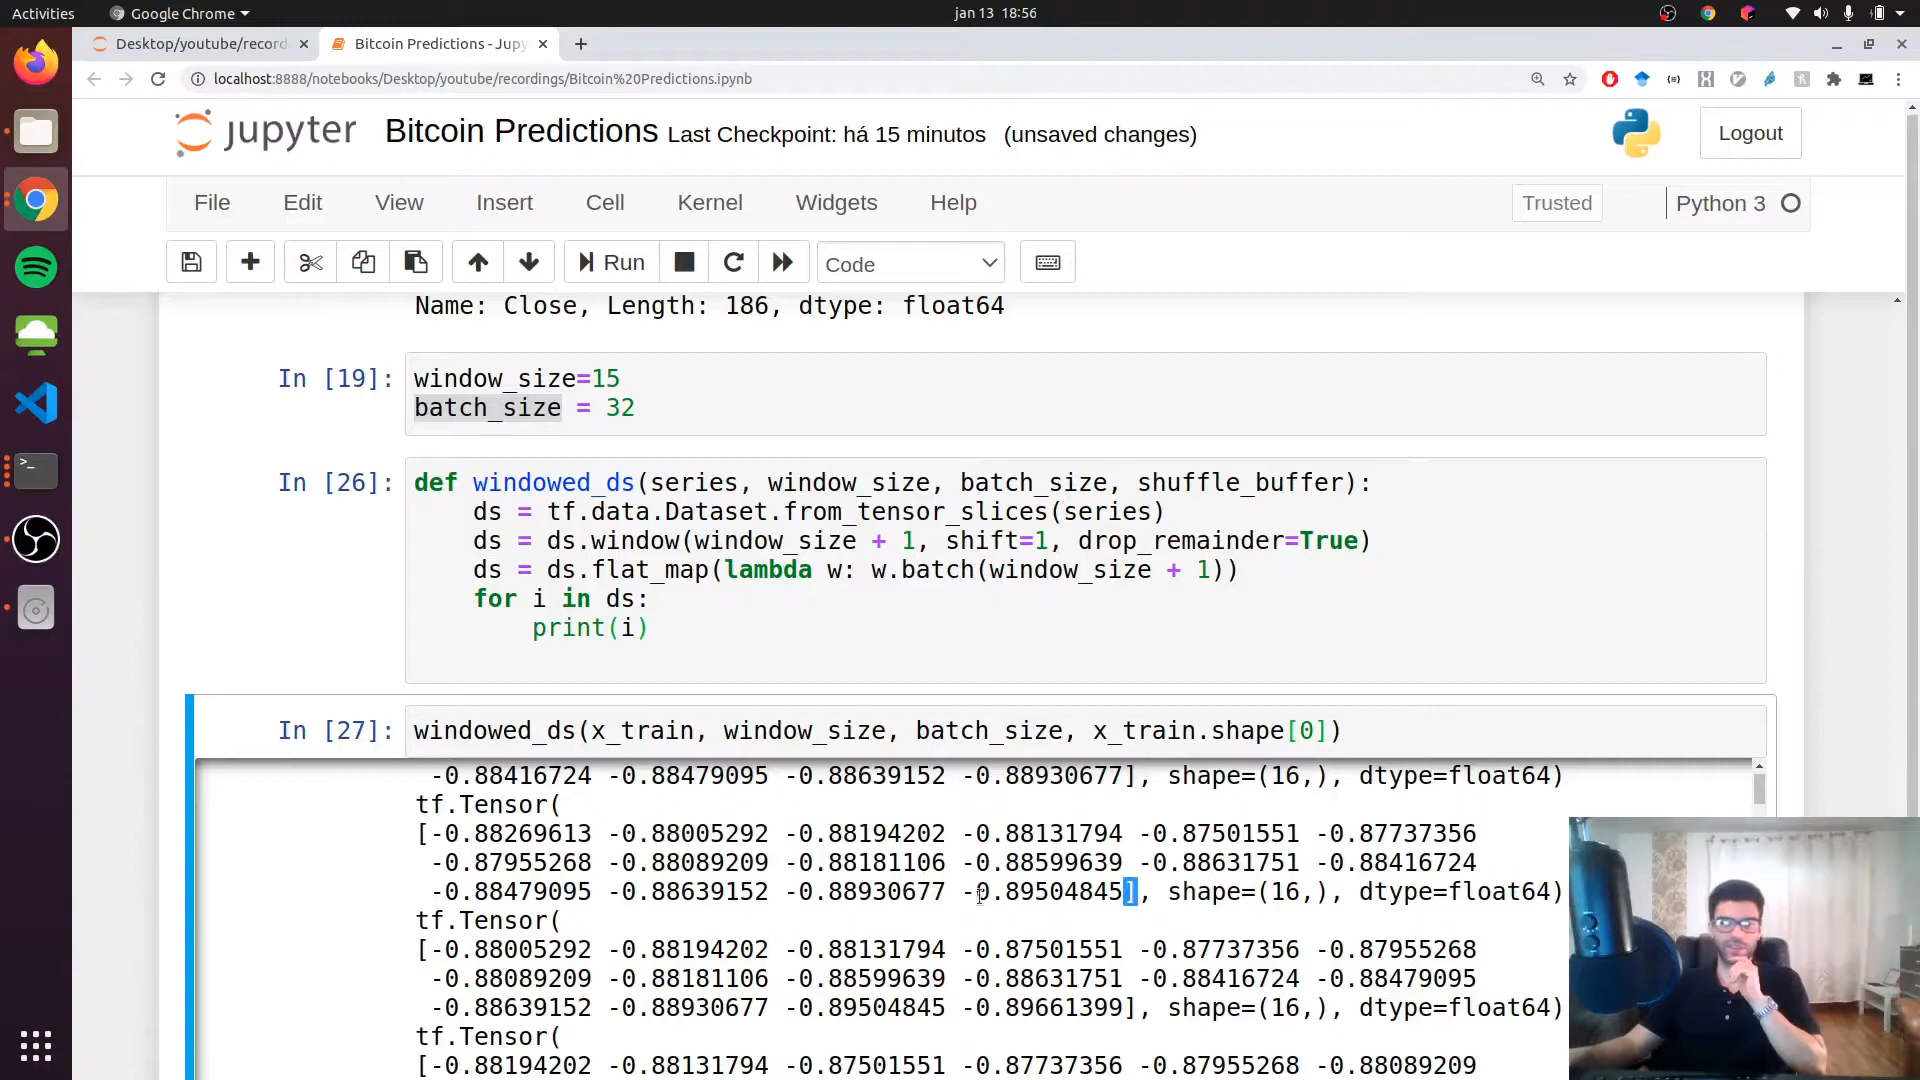 Activities
Google Chrome
jan 13 18:56
Desktop/youtube/record
Bitcoin Predictions - Jupy
localhost:8888/notebooks/Desktop/youtube/recordings/Bitcoin%20Predictions.ipynb
jupyter
Bitcoin Predictions Last Checkpoint: há 15 minutos (unsaved changes)
Logout
File Edit View Insert Cell Kernel Widgets Help
Trusted
Python 3
Run
Code
Name: Close, Length: 186, dtype: float64
In [19]:
window_size=15
batch_size = 32
In [26]:
def windowed_ds(series, window_size, batch_size, shuffle_buffer):
ds = tf.data.Dataset.from_tensor_slices(series)
ds = ds.window(window_size + 1, shift=1, drop_remainder=True)
ds = ds.flat_map(lambda w: w.batch(window_size + 1))
for i in ds:
print(i)
In [27]:
windowed_ds(x_train, window_size, batch_size, x_train.shape[0])
-0.88416724 -0.88479095 -0.88639152 -0.88930677], shape=(16,), dtype=float64)
tf.Tensor(
[-0.88269613 -0.88005292 -0.88194202 -0.88131794 -0.87501551 -0.87737356
-0.87955268 -0.88089209 -0.88181106 -0.88599639 -0.88631751 -0.88416724
-0.88479095 -0.88639152 -0.88930677 -0.89504845], shape=(16,), dtype=float64)
tf.Tensor(
[-0.88005292 -0.88194202 -0.88131794 -0.87501551 -0.87737356 -0.87955268
-0.88089209 -0.88181106 -0.88599639 -0.88631751 -0.88416724 -0.88479095
-0.88639152 -0.88930677 -0.89504845 -0.89661399], shape=(16,), dtype=float64)
tf.Tensor(
[-0.88194202 -0.88131794 -0.87501551 -0.87737356 -0.87955268 -0.88089209